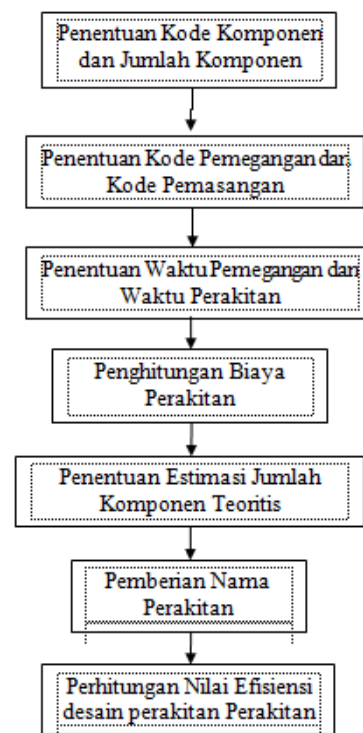 Penentuan Kode Komponen
dan Jumlah Komponen
Penentuan Kode Pemegangan dan
Kode Pemasangan
Penentuan Waktu Pemegangan dan
Waktu Perakitan
Penghitungan Biaya
Perakitan
Penentuan Estimasi Jumlah
Komponen Teoritis
Pemberian Nama
Perakitan
Perhitungan Nilai Efisiensi
desain perakitan Perakitan